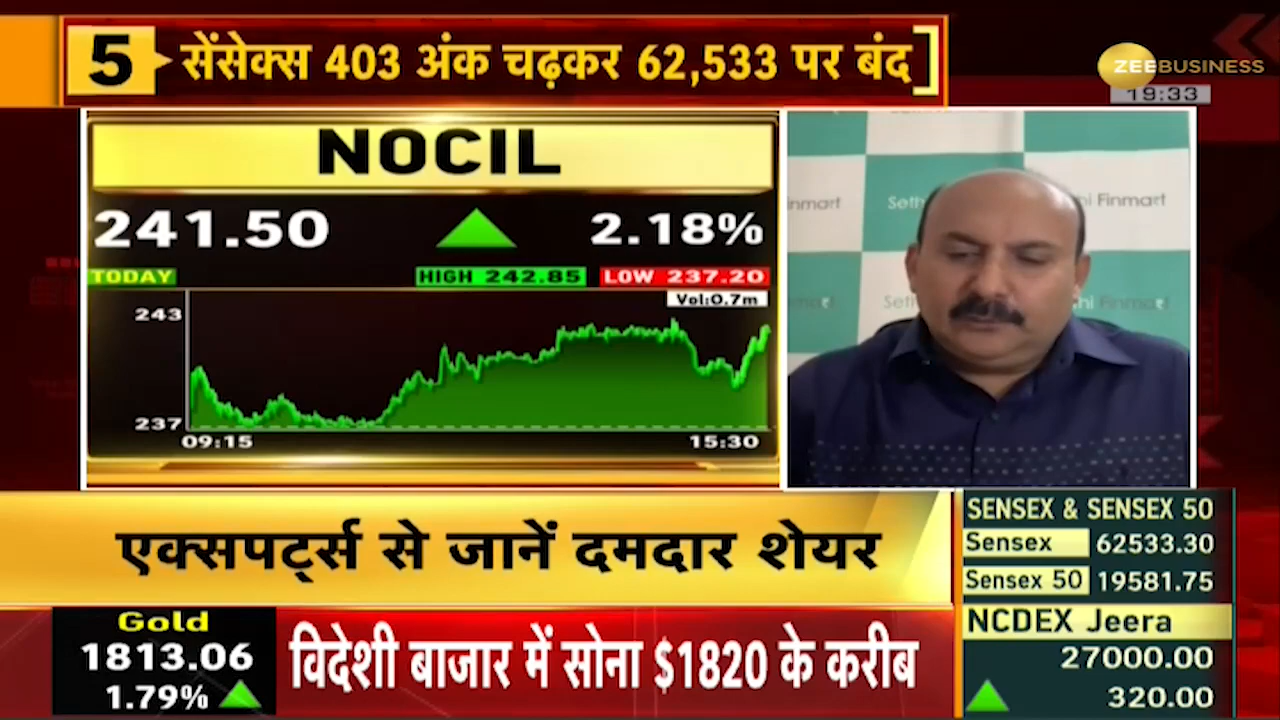 5
सेंसेक्स 403 अंक चढ़कर 62,533 पर बंद
ZEEBUSINESS
19:33
NOCIL
241.50 2.18%
TODAY HIGH 242.85 LOW 237.20
Vol:0.7m
243
237
09:15 15:30
Finmart
Seth
एक्सपर्ट्स से जानें दमदार शेयर
SENSEX & SENSEX 50
Sensex 62533.30
Sensex 50 19581.75
Gold
1813.06
1.79%
विदेशी बाजार में सोना $1820 के करीब
NCDEX Jeera
27000.00
320.00